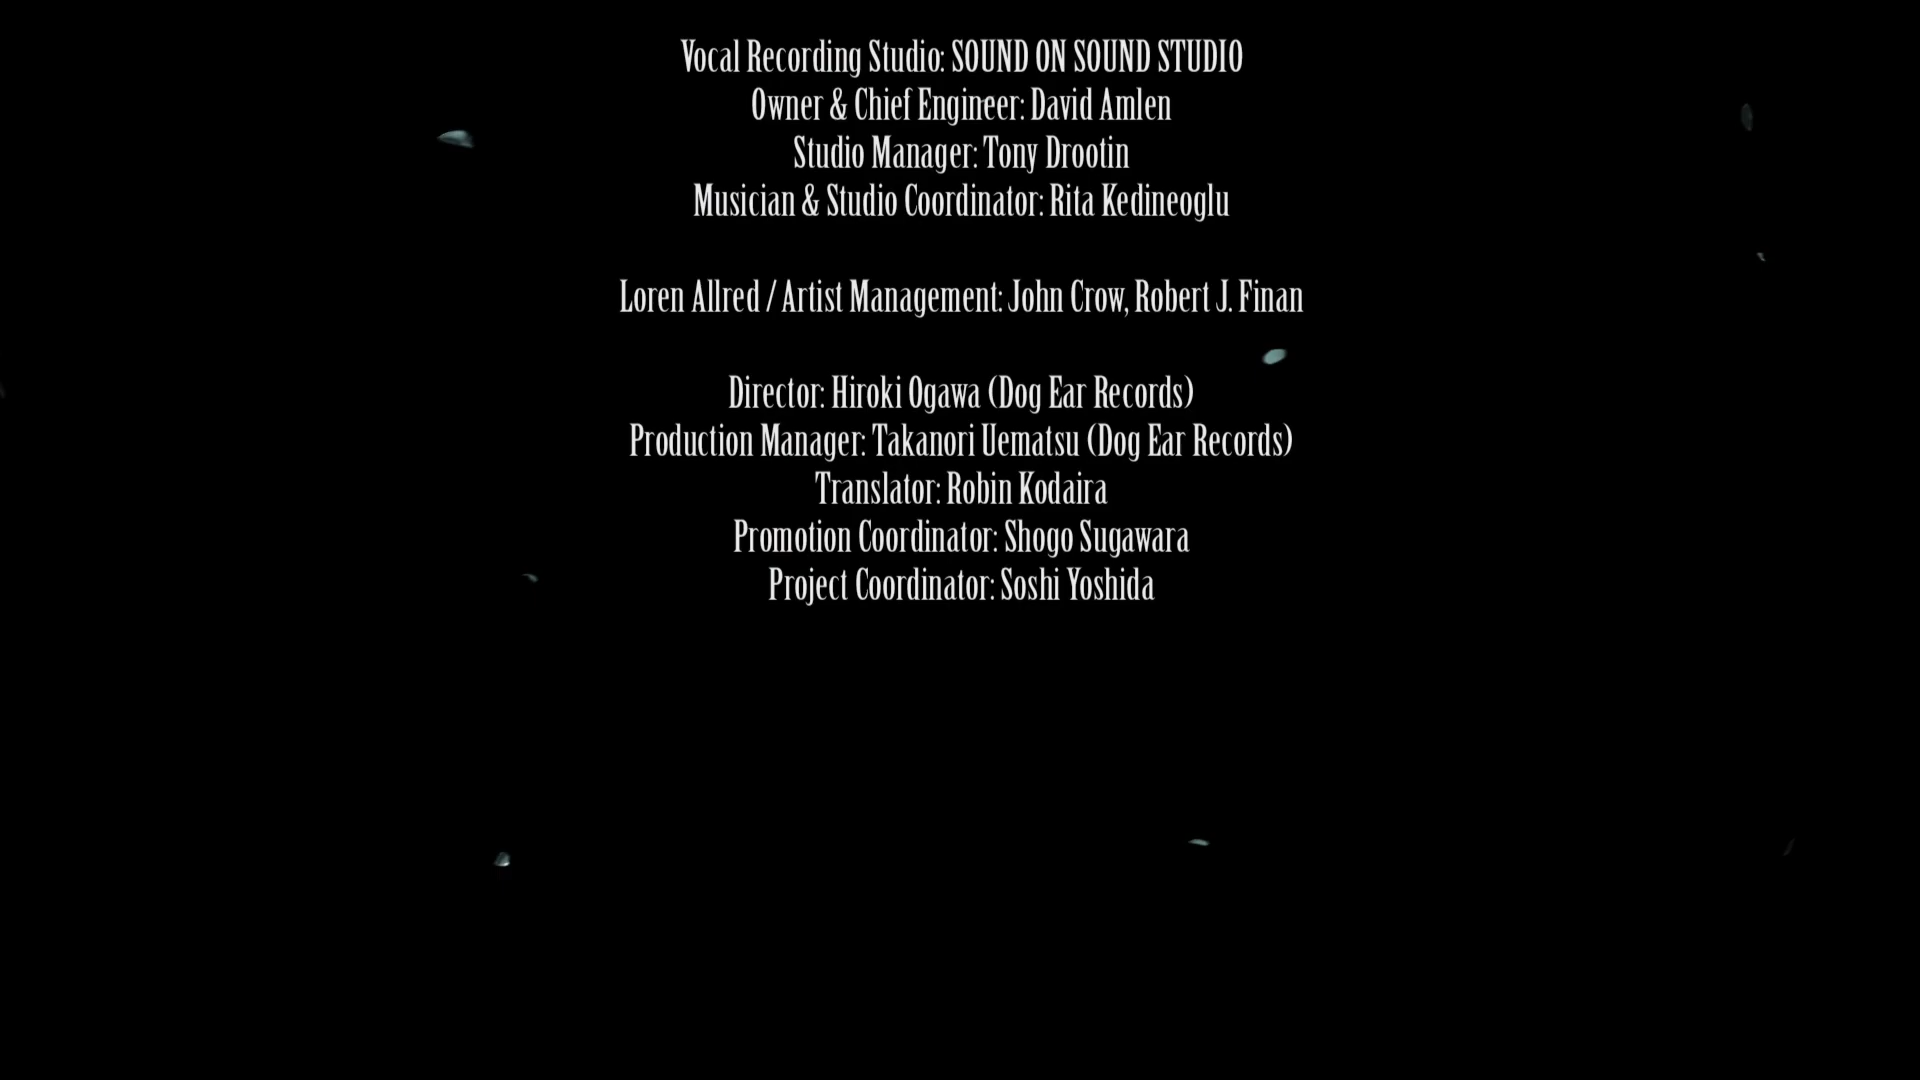 Vocal Recording Studio: SOUND ON SOUND STUDIO
Owner & Chief Engineer: David Amlen
Studio Manager: Tony Drootin
Musician & Studio Coordinator: Rita Kedineoglu
Loren Allred / Artist Management: John Crow, Robert J. Finan
Director: Hiroki Ogawa (Dog Ear Records)
Production Manager: Takanori Uematsu (Dog Ear Records)
Translator: Robin Kodaira
Promotion Coordinator: Shogo Sugawara
Project Coordinator: Soshi Yoshida